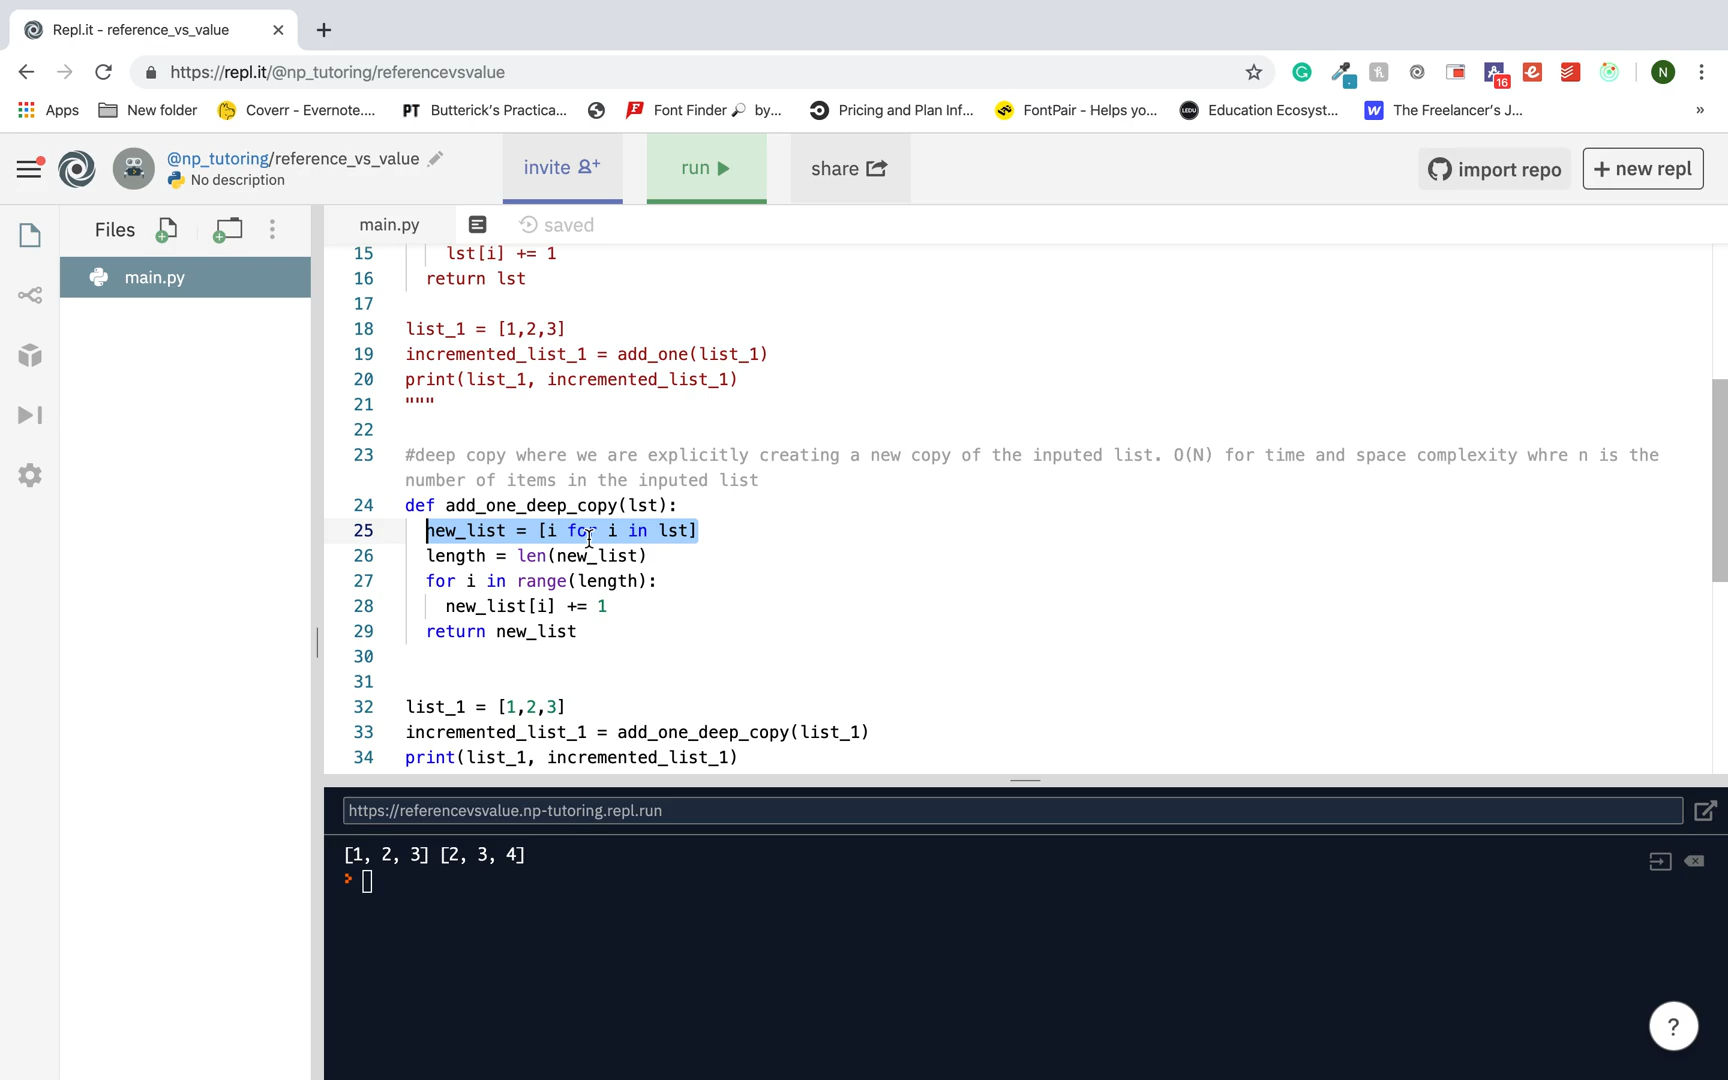 Repl.it - reference_vs_value
https://repl.it/@np_tutoring/referencevsvalue
16
N
Apps New folder Coverr - Evernote.... PT Butterick's Practica... Font Finder by... Pricing and Plan Inf... FontPair - Helps yo... LEDU Education Ecosyst... W The Freelancer's J... »
@np_tutoring/reference_vs_value
No description
invite
run
share
import repo
+ new repl
Files
main.py
main.py
saved
15 lst[i] += 1
16 return lst
17
18 list_1 = [1,2,3]
19 incremented_list_1 = add_one(list_1)
20 print(list_1, incremented_list_1)
21 """
22
23 #deep copy where we are explicitly creating a new copy of the inputed list. O(N) for time and space complexity whre n is the
number of items in the inputed list
24 def add_one_deep_copy(lst):
25 new_list = [i for i in lst]
26 length = len(new_list)
27 for i in range(length):
28 new_list[i] += 1
29 return new_list
30
31
32 list_1 = [1,2,3]
33 incremented_list_1 = add_one_deep_copy(list_1)
34 print(list_1, incremented_list_1)
https://referencevsvalue.np-tutoring.repl.run
[1, 2, 3] [2, 3, 4]
?